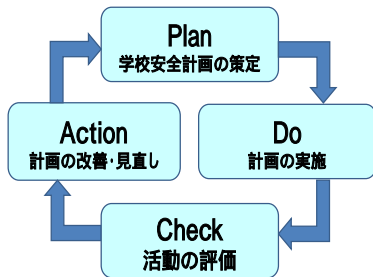 Plan
学校安全計画の策定
Do
計画の実施
Check
活動の評価
Action
計画の改善・見直し